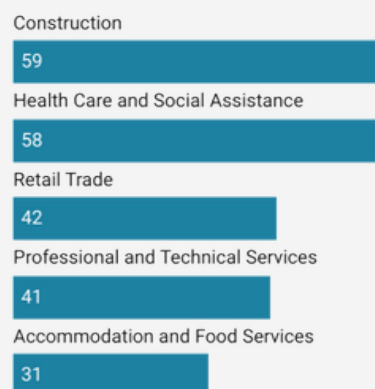 Construction
59
Health Care and Social Assistance
58
Retail Trade
42
Professional and Technical Services
41
Accommodation and Food Services
31